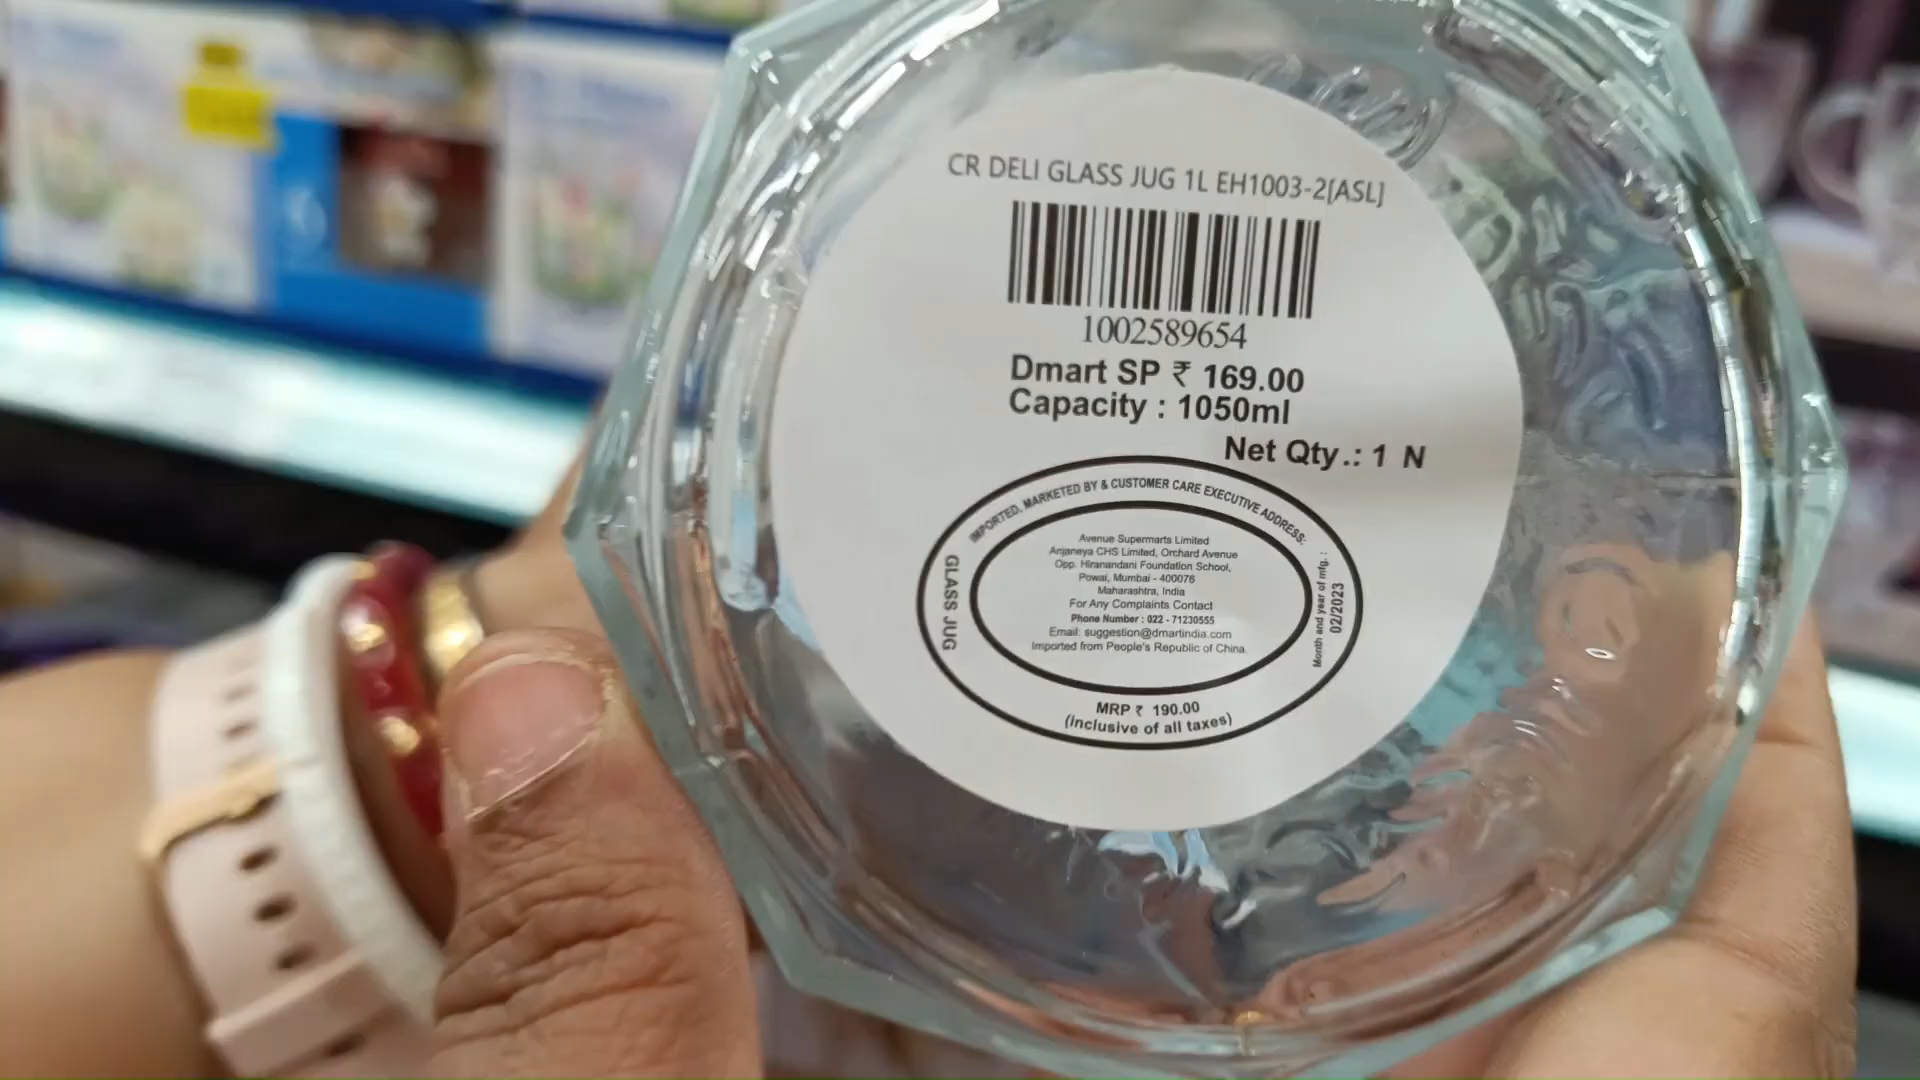 CR DELI GLASS JUG 1L EH1003-2[ASL]
1002589654
Dmart SP ₹ 169.00
Capacity : 1050ml
Net Qty.: 1 N
IMPORTED, MARKETED BY & CUSTOMER CARE EXECUTIVE ADDRESS:
GLASS JUG
Avenue Supermarts Limited
Anjaneya CHS Limited, Orchard Avenue
Opp. Hiranandani Foundation School,
Powai, Mumbai - 400076
Maharashtra, India
For Any Complaints Contact
Phone Number : 022 - 71230555
Email: suggestion@dmartindia.com
Imported from People's Republic of China.
Month and year of mfg. :
02/2023
MRP ₹ 190.00
(inclusive of all taxes)